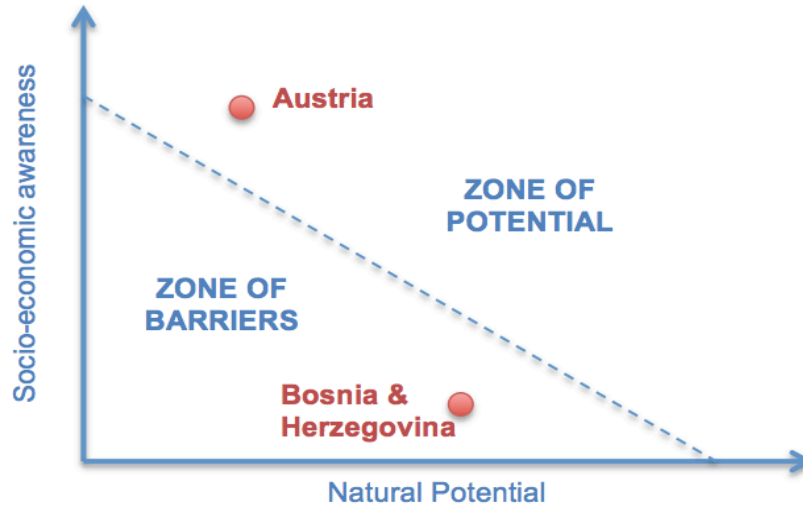 Socio-economic awareness
Austria
ZONE OF
POTENTIAL
ZONE OF
BARRIERS
Bosnia &
Herzegovina
Natural Potential